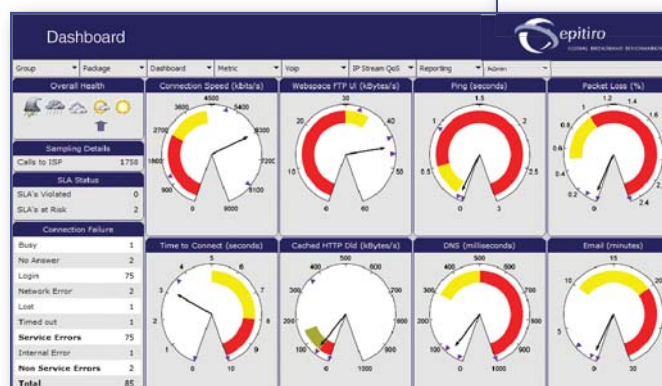 Dashboard
epitiro
GLOBAL BROADBAND BENCHMARKING
Group Package Dashboard Metric Voip IP Stream QoS Reporting Admin
Overall Health
Sampling Details
Calls to ISP 1758
SLA Status
SLA's Violated 0
SLA's at Risk 2
Connection Failure
Busy 1
No Answer 2
Login 75
Network Error 2
Lost 1
Timed out 1
Service Errors 75
Internal Error 1
Non Service Errors 2
Total 85
Connection Speed (kbits/s)
0 900 1800 2700 3600 4500 5400 6300 7200 8100 9000
Webspace FTP Ul (kBytes/s)
0 10 20 30 40 50 60
Ping (seconds)
0 0.5 1 1.5 2 2.5 3
Packet Loss (%)
0 0.2 0.4 0.6 0.8 1 1.2 1.4 1.6 2.4
Time to Connect (seconds)
0 1 2 3 4 5 6 7 8 9 10
Cached HTTP Dld (kBytes/s)
0 100 200 300 400 500 600 700 800 900 1000
DNS (milliseconds)
0 100 200 300 400 500 600 700 800 900 1000
Email (minutes)
0 5 10 15 20 30